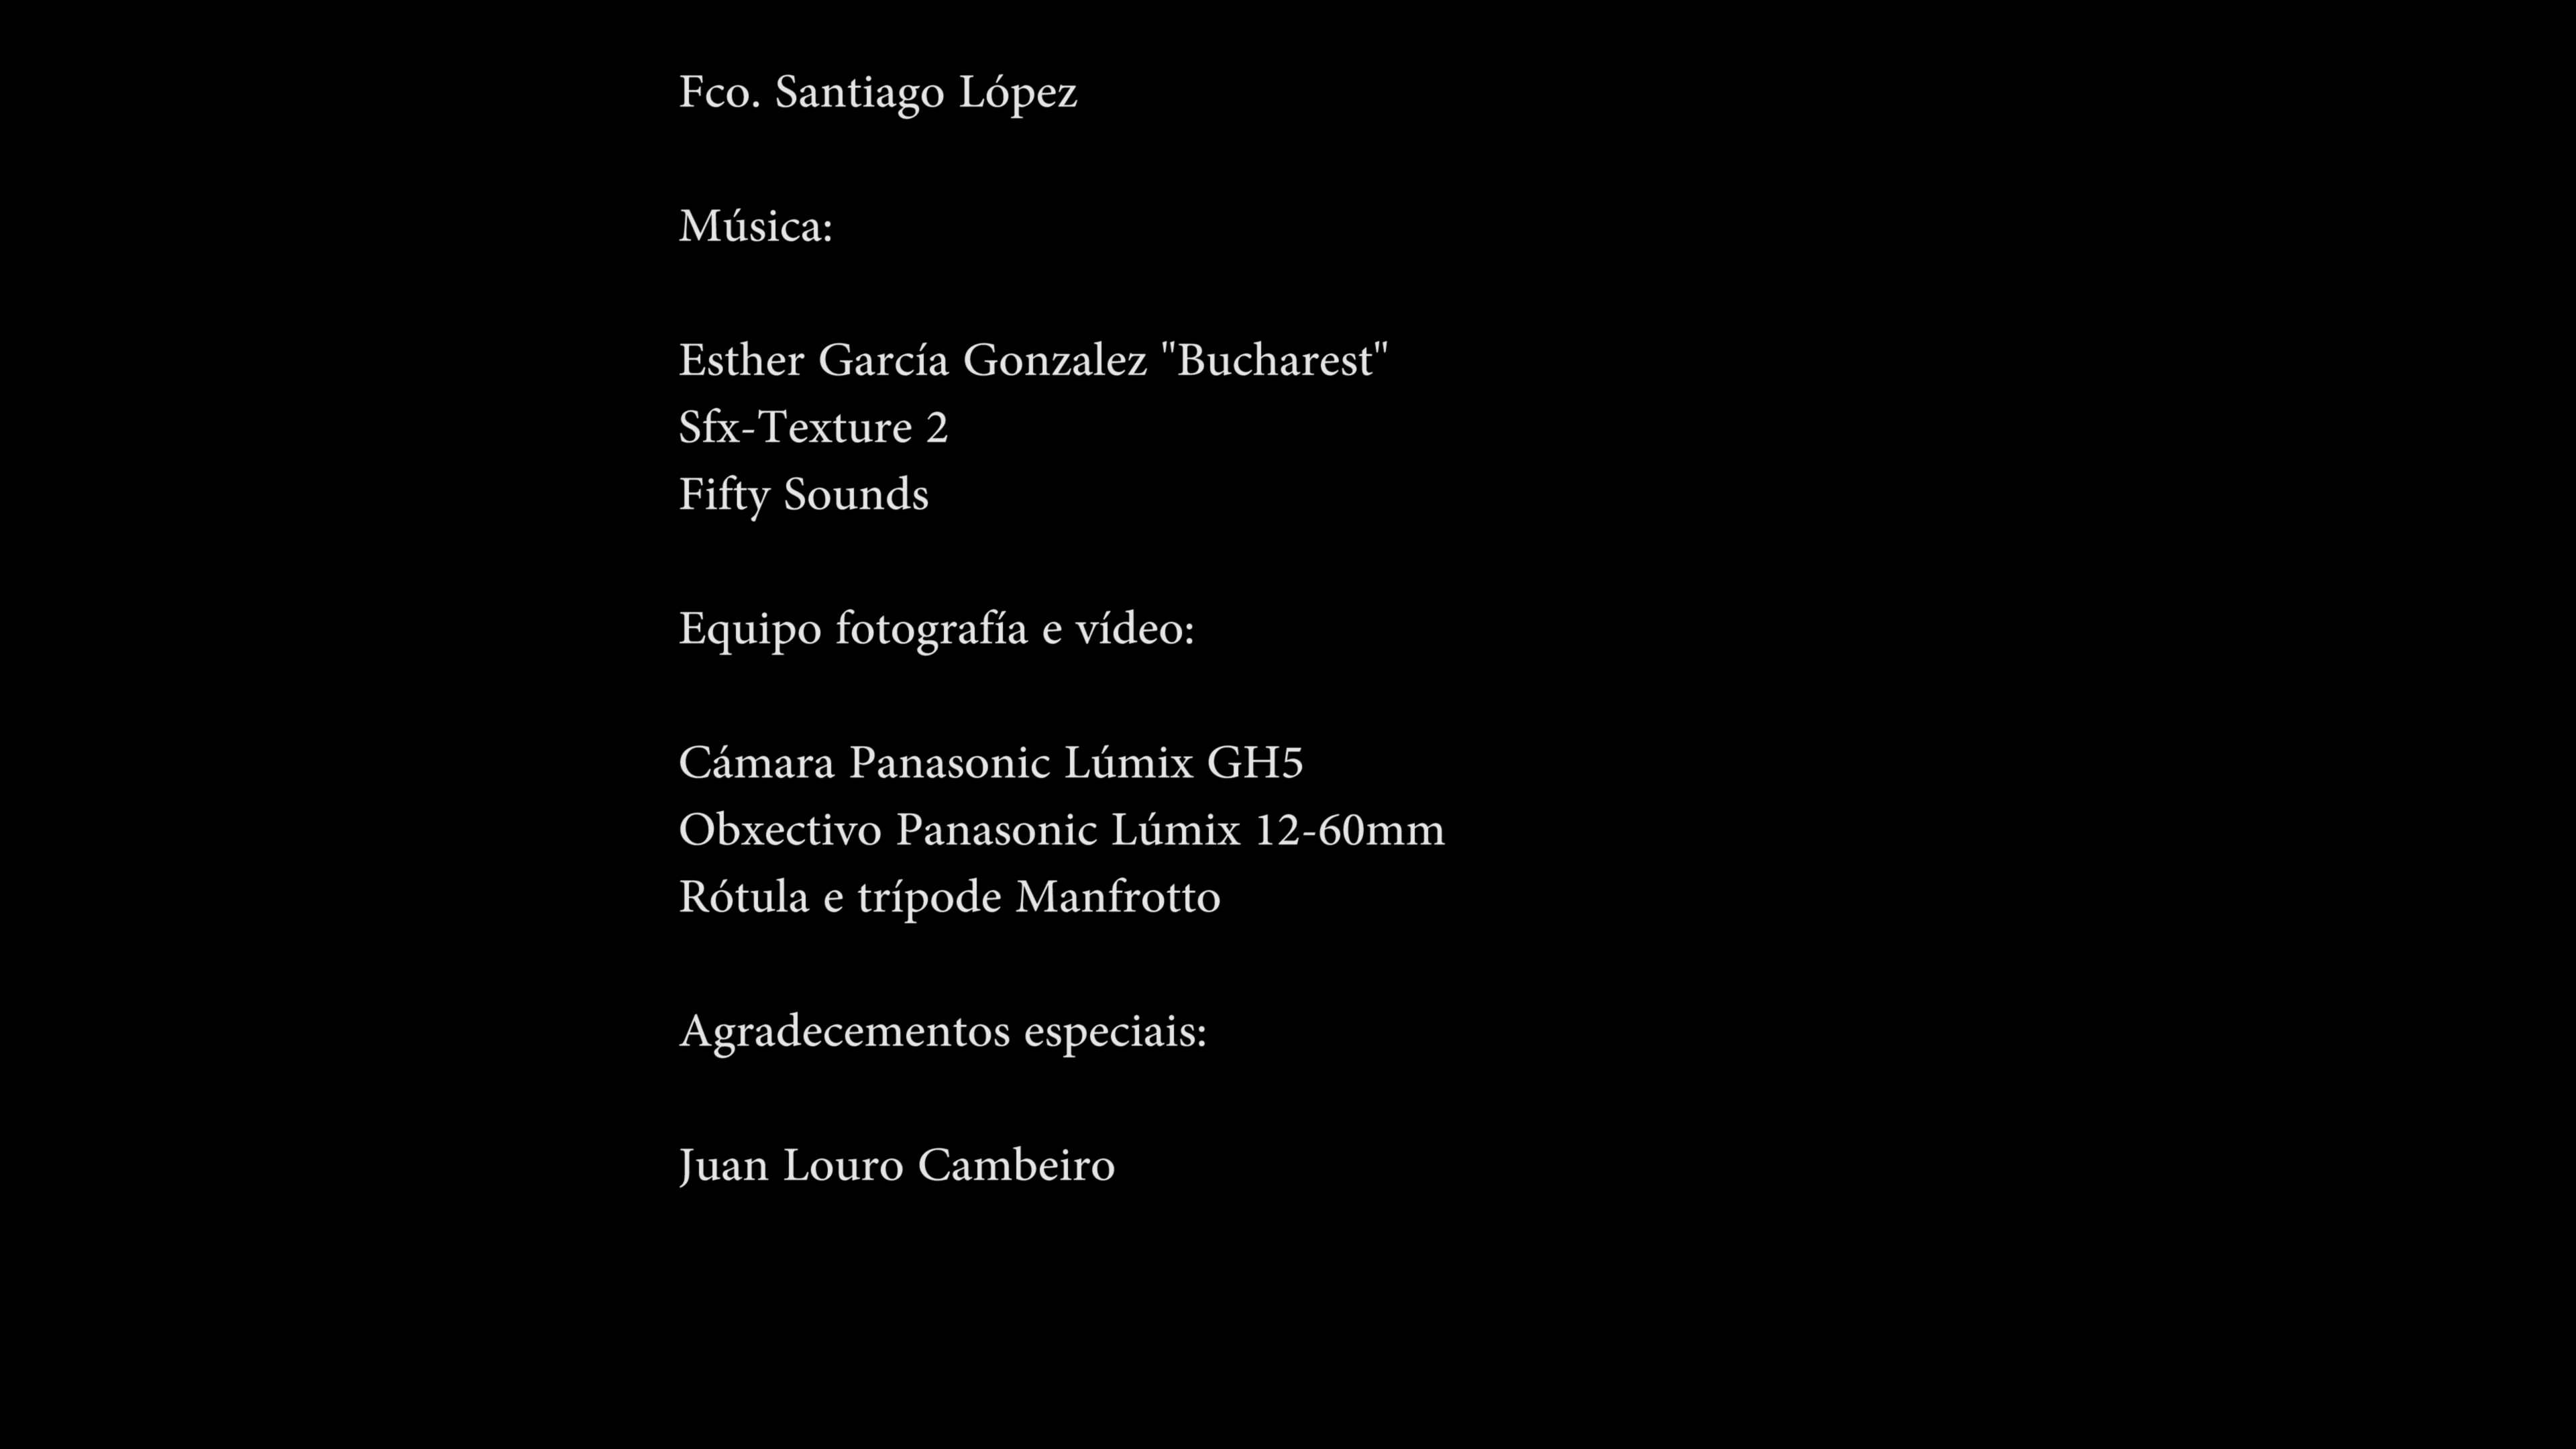 Fco. Santiago López
Música:
Esther García Gonzalez "Bucharest"
Sfx-Texture 2
Fifty Sounds
Equipo fotografía e vídeo:
Cámara Panasonic Lúmix GH5
Obxectivo Panasonic Lúmix 12-60mm
Rótula e trípode Manfrotto
Agradecementos especiais:
Juan Louro Cambeiro